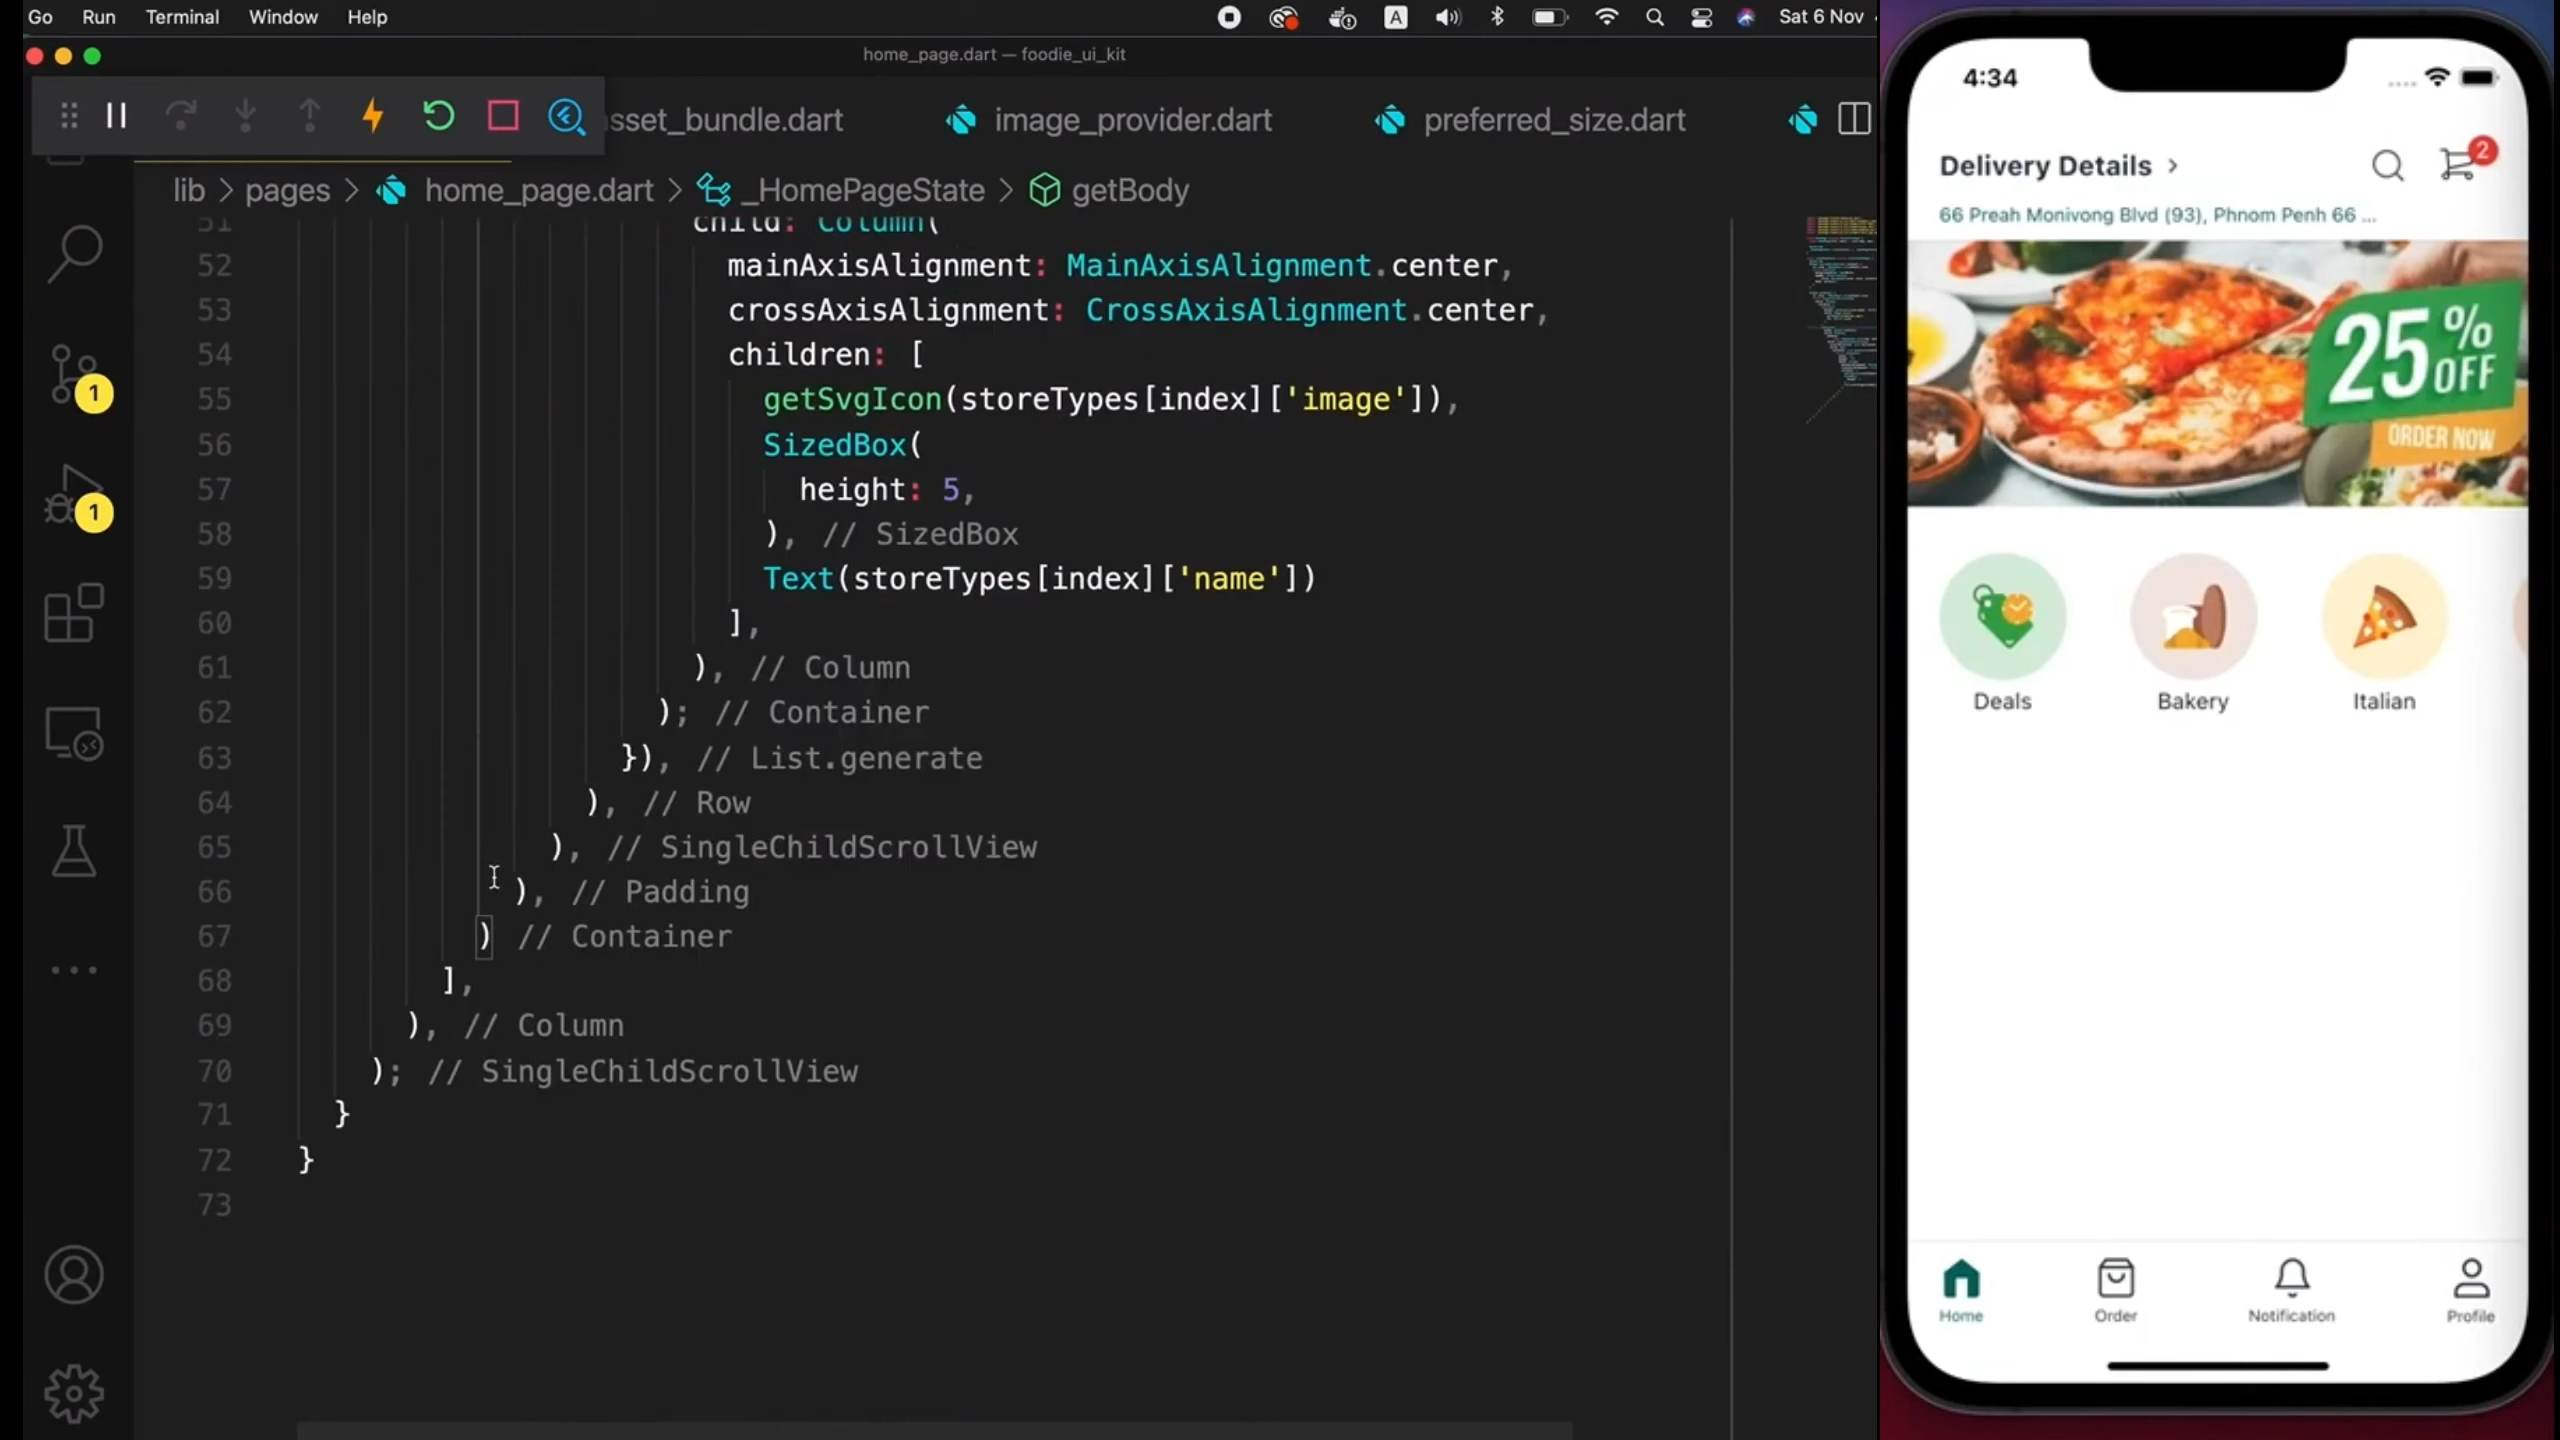 Go Run Terminal Window Help
A Sat 6 Nov
home_page.dart — foodie_ui_kit
sset_bundle.dart image_provider.dart preferred_size.dart
lib > pages > home_page.dart > _HomePageState > getBody
51 child: Column(
52 mainAxisAlignment: MainAxisAlignment.center,
53 crossAxisAlignment: CrossAxisAlignment.center,
54 children: [
55 getSvgIcon(storeTypes[index]['image']),
56 SizedBox(
57 height: 5,
58 ), // SizedBox
59 Text(storeTypes[index]['name'])
60 ],
61 ), // Column
62 ); // Container
63 }), // List.generate
64 ), // Row
65 ), // SingleChildScrollView
66 ), // Padding
67 ) // Container
68 ],
69 ), // Column
70 ); // SingleChildScrollView
71 }
72 }
73
1
1
4:34
Delivery Details >
2
66 Preah Monivong Blvd (93), Phnom Penh 66 ...
25% OFF
ORDER NOW
Deals Bakery Italian
Home Order Notification Profile